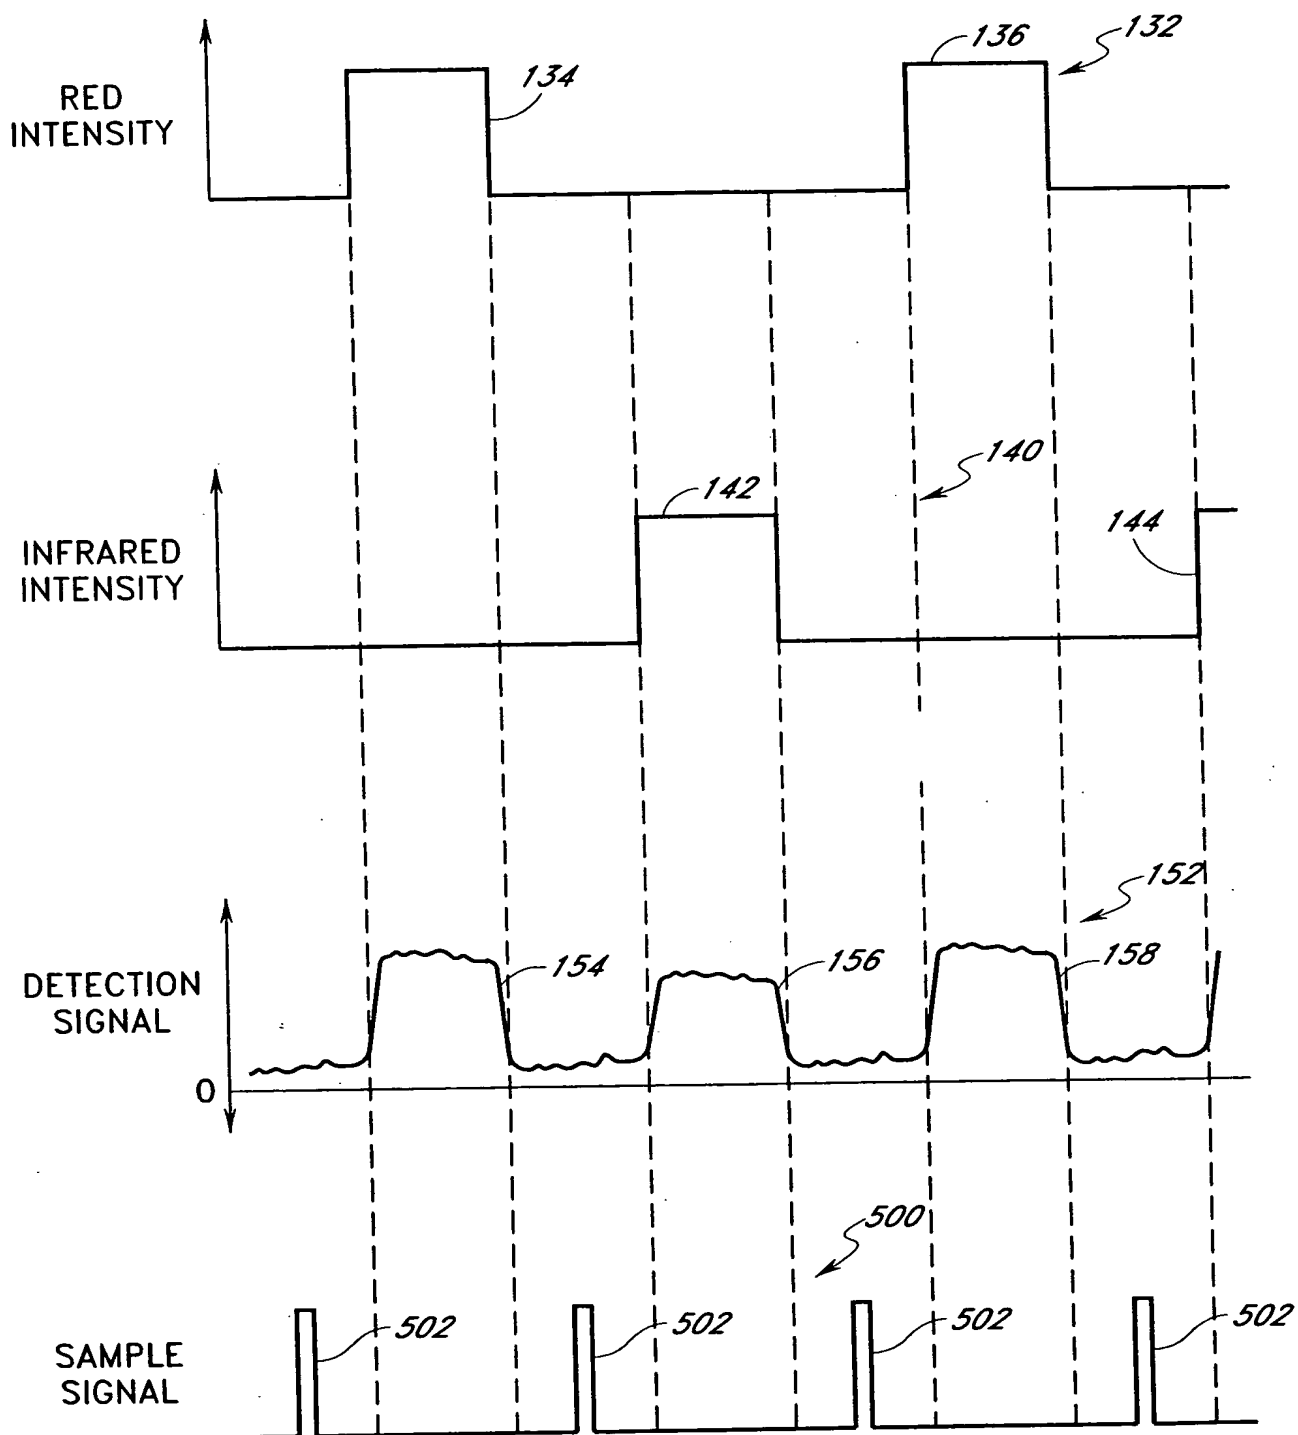 132
136
134
RED
INTENSITY
140
142
144
INFRARED
INTENSITY
152
154
156
158
DETECTION
SIGNAL
0
500
502
502
502
502
SAMPLE
SIGNAL